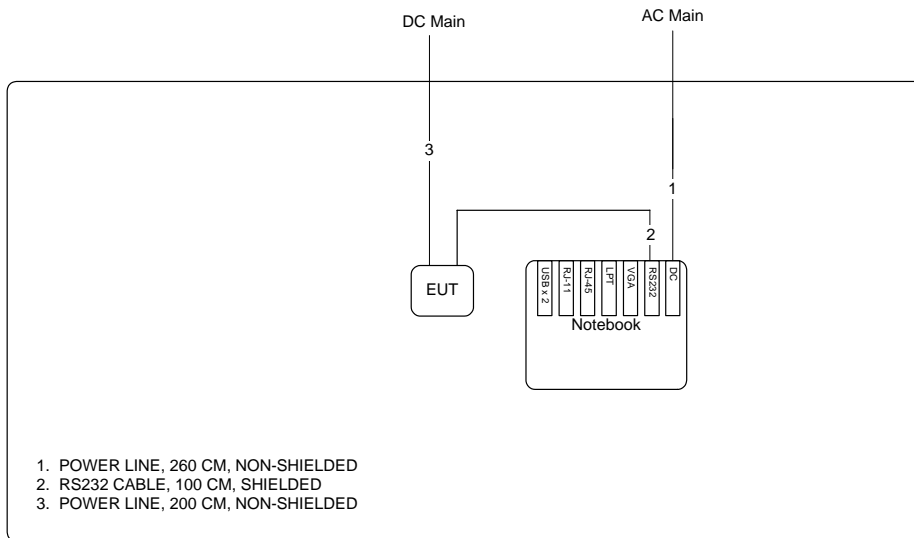 DC Main
AC Main
3
1
2
EUT
USB x 2
RJ-11
RJ-45
LPT
VGA
RS232
DC
Notebook
1. POWER LINE, 260 CM, NON-SHIELDED
2. RS232 CABLE, 100 CM, SHIELDED
3. POWER LINE, 200 CM, NON-SHIELDED